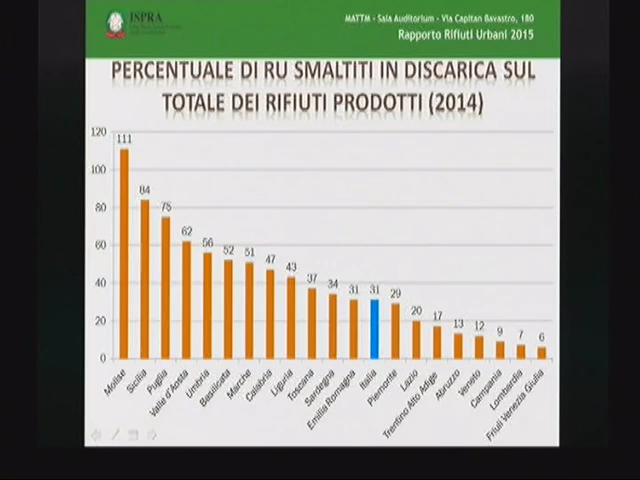 ISPRA
MATTM - Sala Auditorium - Via Capitan Bavastro, 180
Rapporto Rifiuti Urbani 2015
PERCENTUALE DI RU SMALTITI IN DISCARICA SUL
TOTALE DEI RIFIUTI PRODOTTI (2014)
120
100
80
60
40
20
0
111
84
75
62
56
52
51
47
43
37
34
31
31
29
20
17
13
12
9
7
6
Molise
Sicilia
Puglia
Valle d'Aosta
Umbria
Basilicata
Marche
Calabria
Liguria
Toscana
Sardegna
Emilia Romagna
Italia
Piemonte
Lazio
Trentino Alto Adige
Abruzzo
Veneto
Campania
Lombardia
Friuli Venezia Giulia